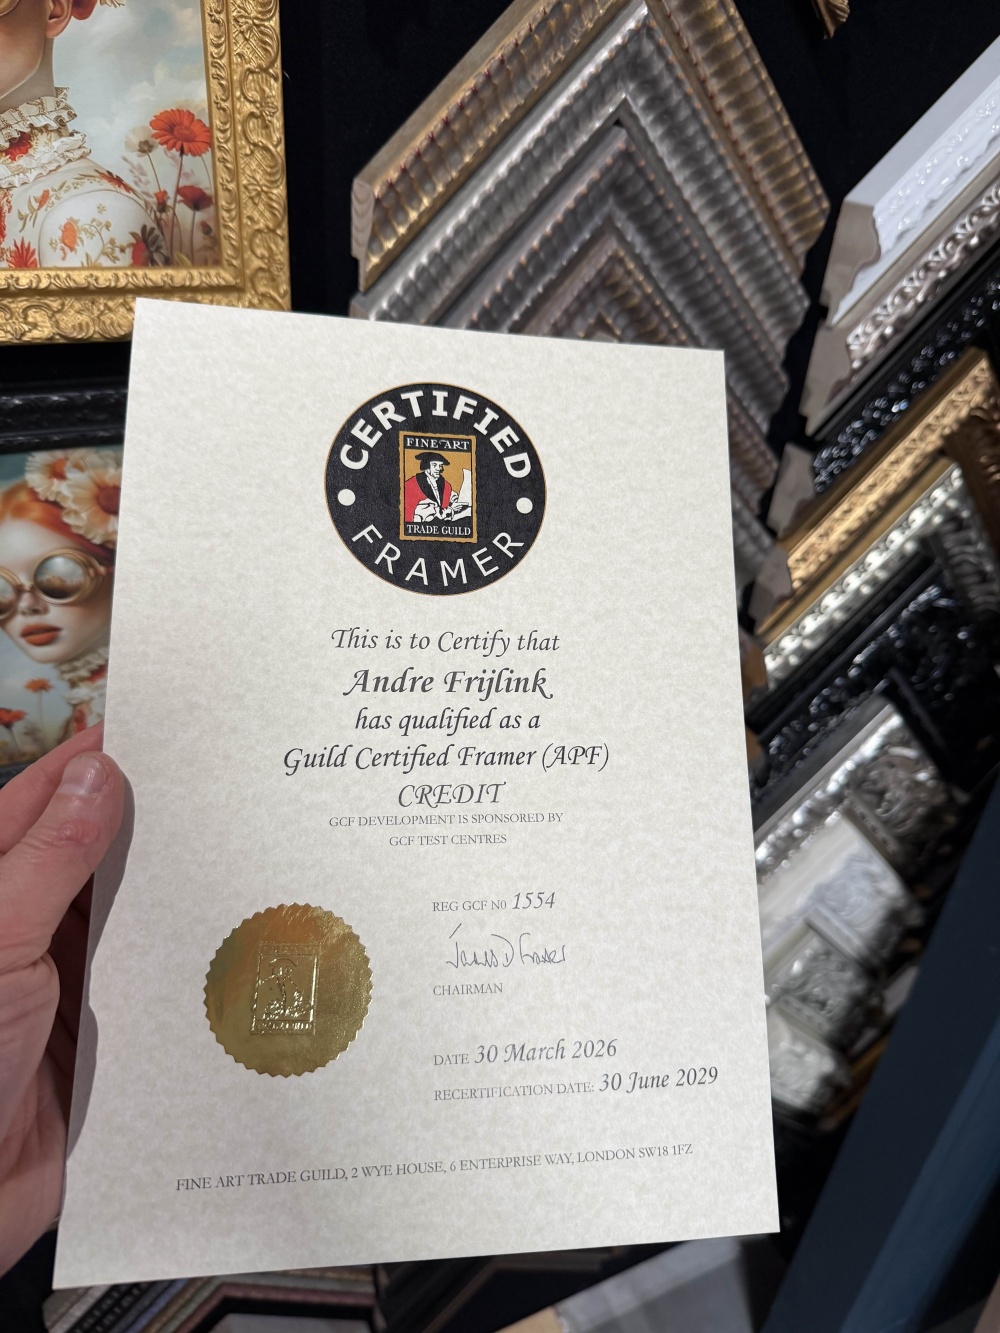 CERTIFIED
FINE ART
TRADE GUILD
FRAMER
This is to Certify that
Andre Frijlink
has qualified as a
Guild Certified Framer (APF)
CREDIT
GCF DEVELOPMENT IS SPONSORED BY
GCF TEST CENTRES
REG GCF No 1554
CHAIRMAN
DATE 30 March 2026
RECERTIFICATION DATE: 30 June 2029
FINE ART TRADE GUILD, 2 WYE HOUSE, 6 ENTERPRISE WAY, LONDON SW18 1FZ